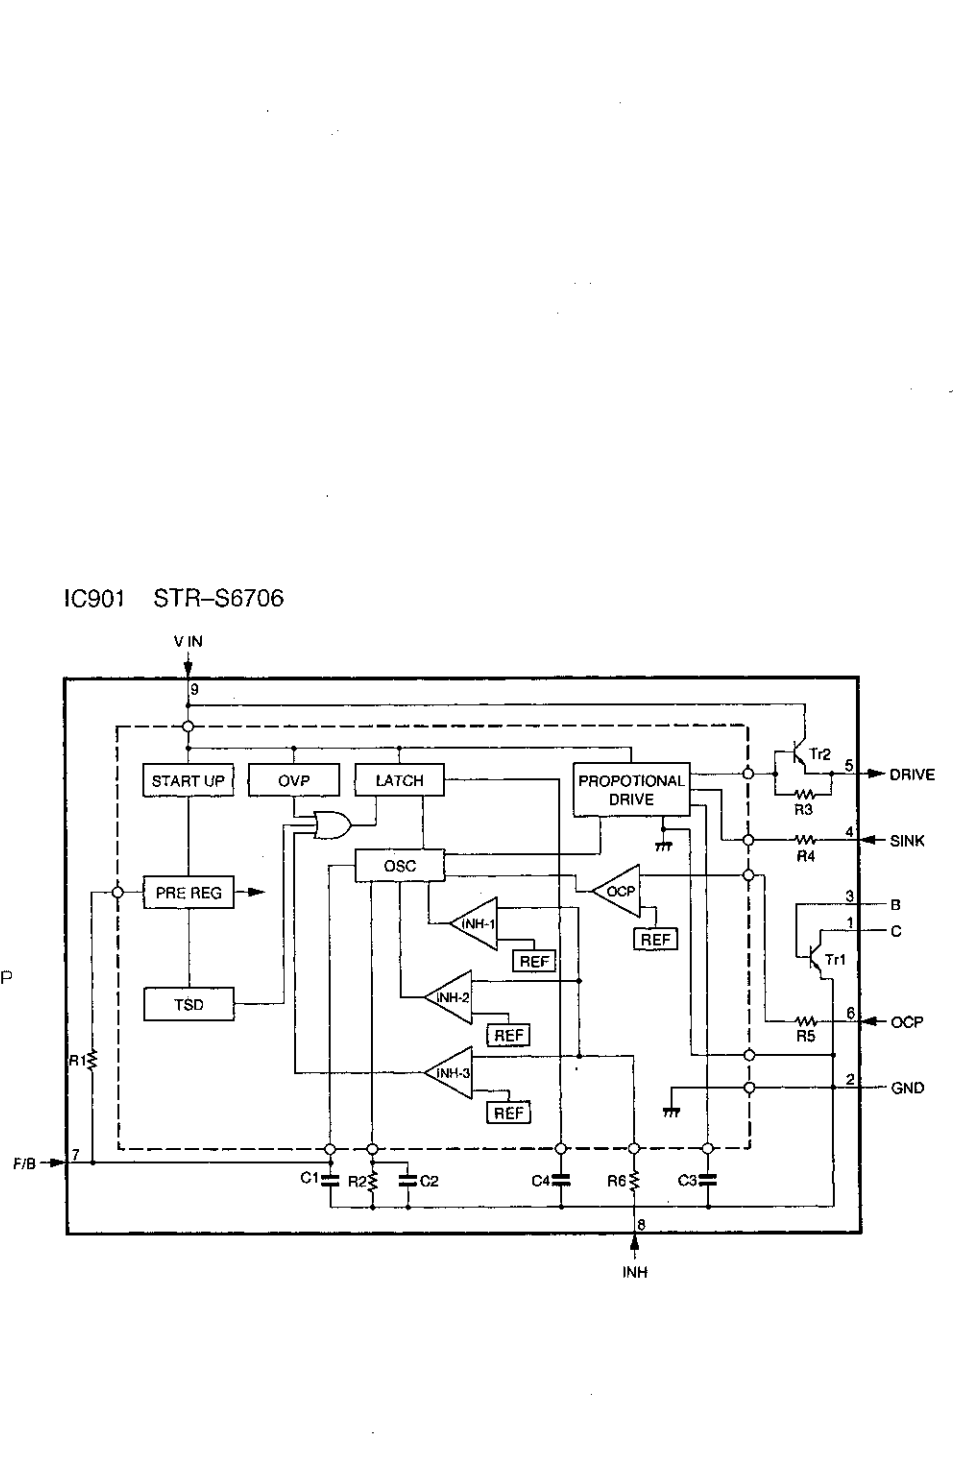 IC901 STR–S6706
V IN
9
Tr2
START UP
OVP
LATCH
PROPOTIONAL
DRIVE
5
DRIVE
R3
4
SINK
R4
OSC
PRE REG
OCP
3
B
INH-1
REF
1
C
REF
Tr1
P
TSD
INH-2
REF
6
OCP
R5
R1
INH-3
REF
2
GND
F/B
7
C1
R2
C2
C4
R6
C3
8
INH